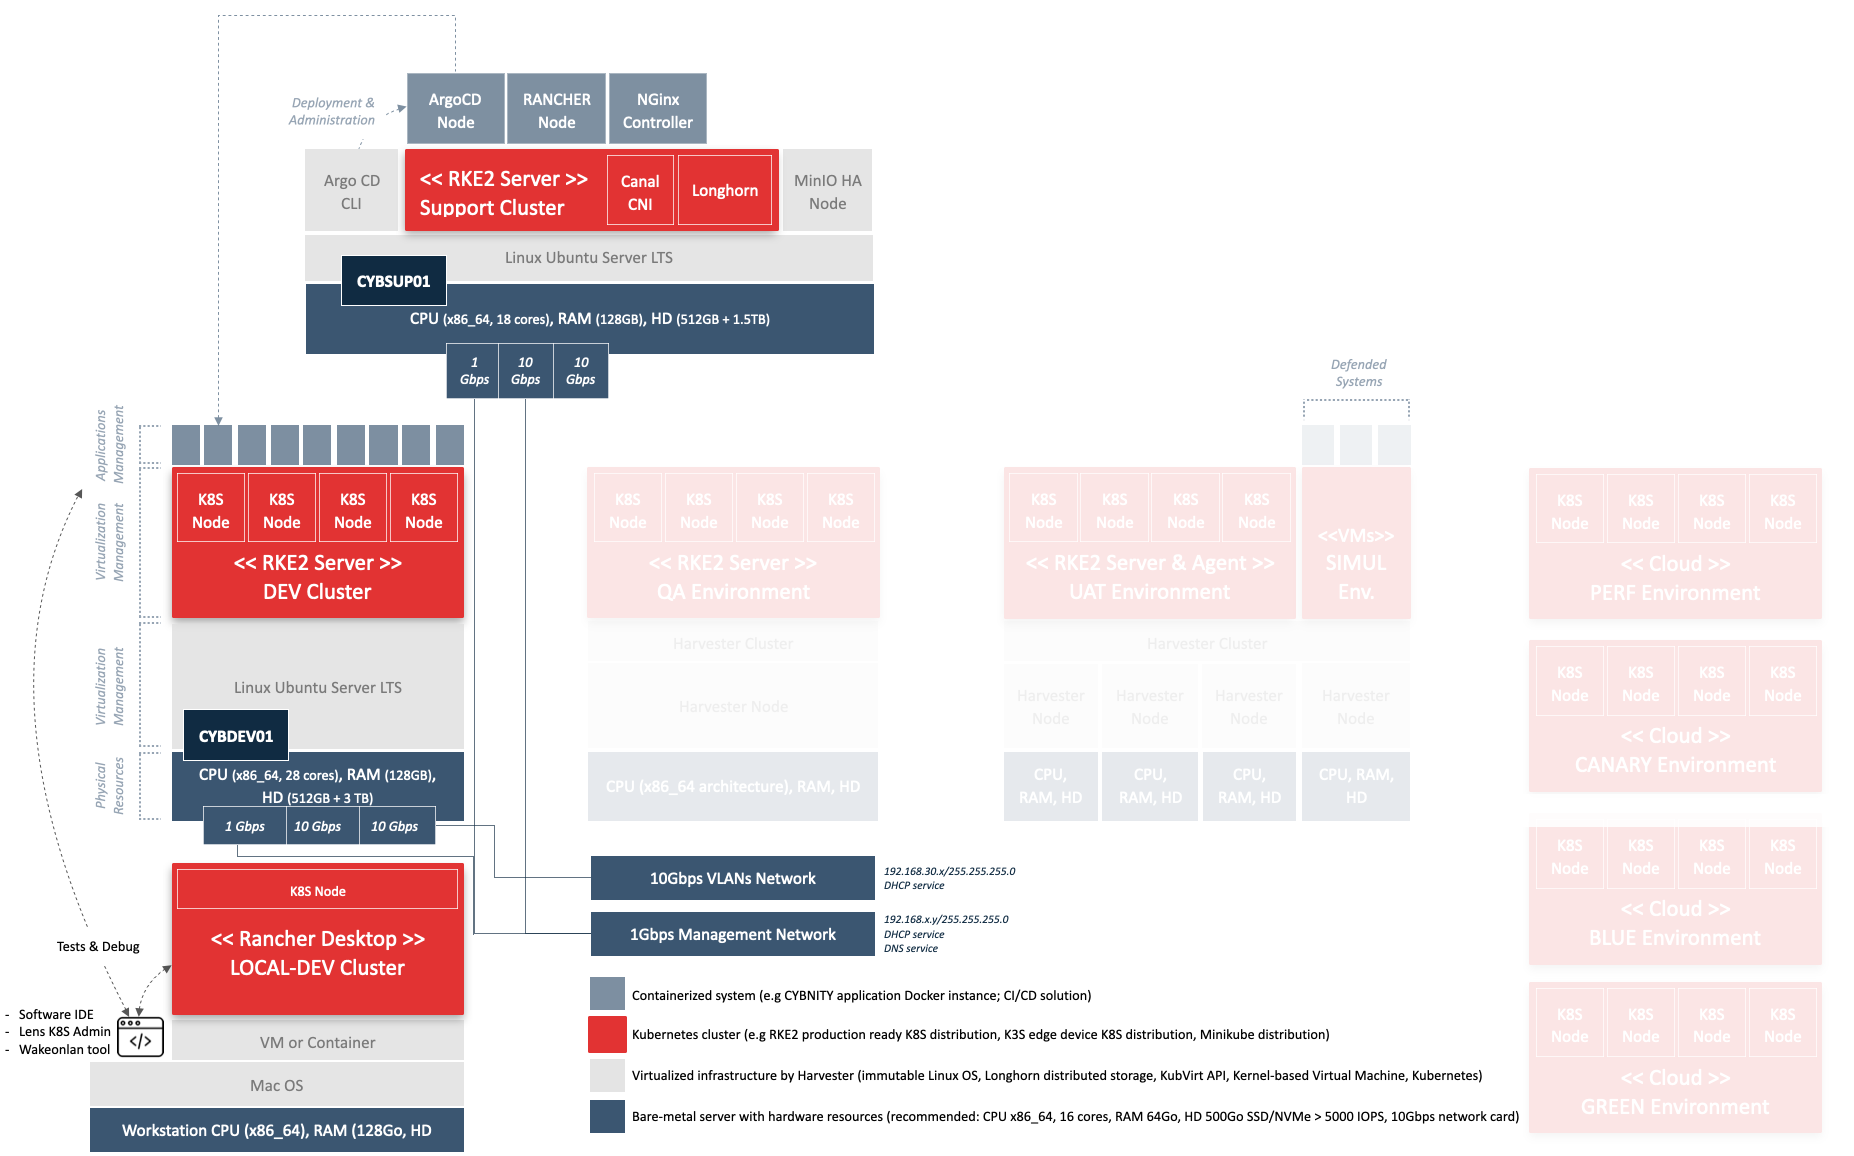 Deployment &
Administration
ArgoCD
Node
RANCHER
Node
NGinx
Controller
Argo CD
CLI
<< RKE2 Server >>
Support Cluster
Canal
CNI
Longhorn
MinIO HA
Node
Linux Ubuntu Server LTS
CYBSUP01
CPU (x86_64, 18 cores), RAM (128GB), HD (512GB + 1.5TB)
1
Gbps
10
Gbps
10
Gbps
Defended
Systems
Applications
Management
Virtualization
Management
Virtualization
Management
Physical
Resources
K8S
Node
K8S
Node
K8S
Node
K8S
Node
<< RKE2 Server >>
DEV Cluster
Linux Ubuntu Server LTS
CYBDEV01
CPU (x86_64, 28 cores), RAM (128GB),
HD (512GB + 3 TB)
1 Gbps
10 Gbps
10 Gbps
K8S
Node
K8S
Node
K8S
Node
K8S
Node
<< RKE2 Server >>
QA Environment
Harvester Cluster
Harvester Node
CPU (x86_64 architecture), RAM, HD
K8S
Node
K8S
Node
K8S
Node
K8S
Node
<< RKE2 Server & Agent >>
UAT Environment
<<VMs>>
SIMUL
Env.
Harvester Cluster
Harvester
Node
Harvester
Node
Harvester
Node
Harvester
Node
CPU,
RAM, HD
CPU,
RAM, HD
CPU,
RAM, HD
CPU, RAM,
HD
K8S
Node
K8S
Node
K8S
Node
K8S
Node
<< Cloud >>
PERF Environment
K8S
Node
K8S
Node
K8S
Node
K8S
Node
<< Cloud >>
CANARY Environment
K8S
Node
K8S
Node
K8S
Node
K8S
Node
<< Cloud >>
BLUE Environment
K8S
Node
K8S
Node
K8S
Node
K8S
Node
<< Cloud >>
GREEN Environment
10Gbps VLANs Network
192.168.30.x/255.255.255.0
DHCP service
1Gbps Management Network
192.168.x.y/255.255.255.0
DHCP service
DNS service
K8S Node
<< Rancher Desktop >>
LOCAL-DEV Cluster
Tests & Debug
- Software IDE
- Lens K8S Admin
- Wakeonlan tool
</>
VM or Container
Mac OS
Workstation CPU (x86_64), RAM (128Go, HD
Containerized system (e.g CYBNITY application Docker instance; CI/CD solution)
Kubernetes cluster (e.g RKE2 production ready K8S distribution, K3S edge device K8S distribution, Minikube distribution)
Virtualized infrastructure by Harvester (immutable Linux OS, Longhorn distributed storage, KubVirt API, Kernel-based Virtual Machine, Kubernetes)
Bare-metal server with hardware resources (recommended: CPU x86_64, 16 cores, RAM 64Go, HD 500Go SSD/NVMe > 5000 IOPS, 10Gbps network card)